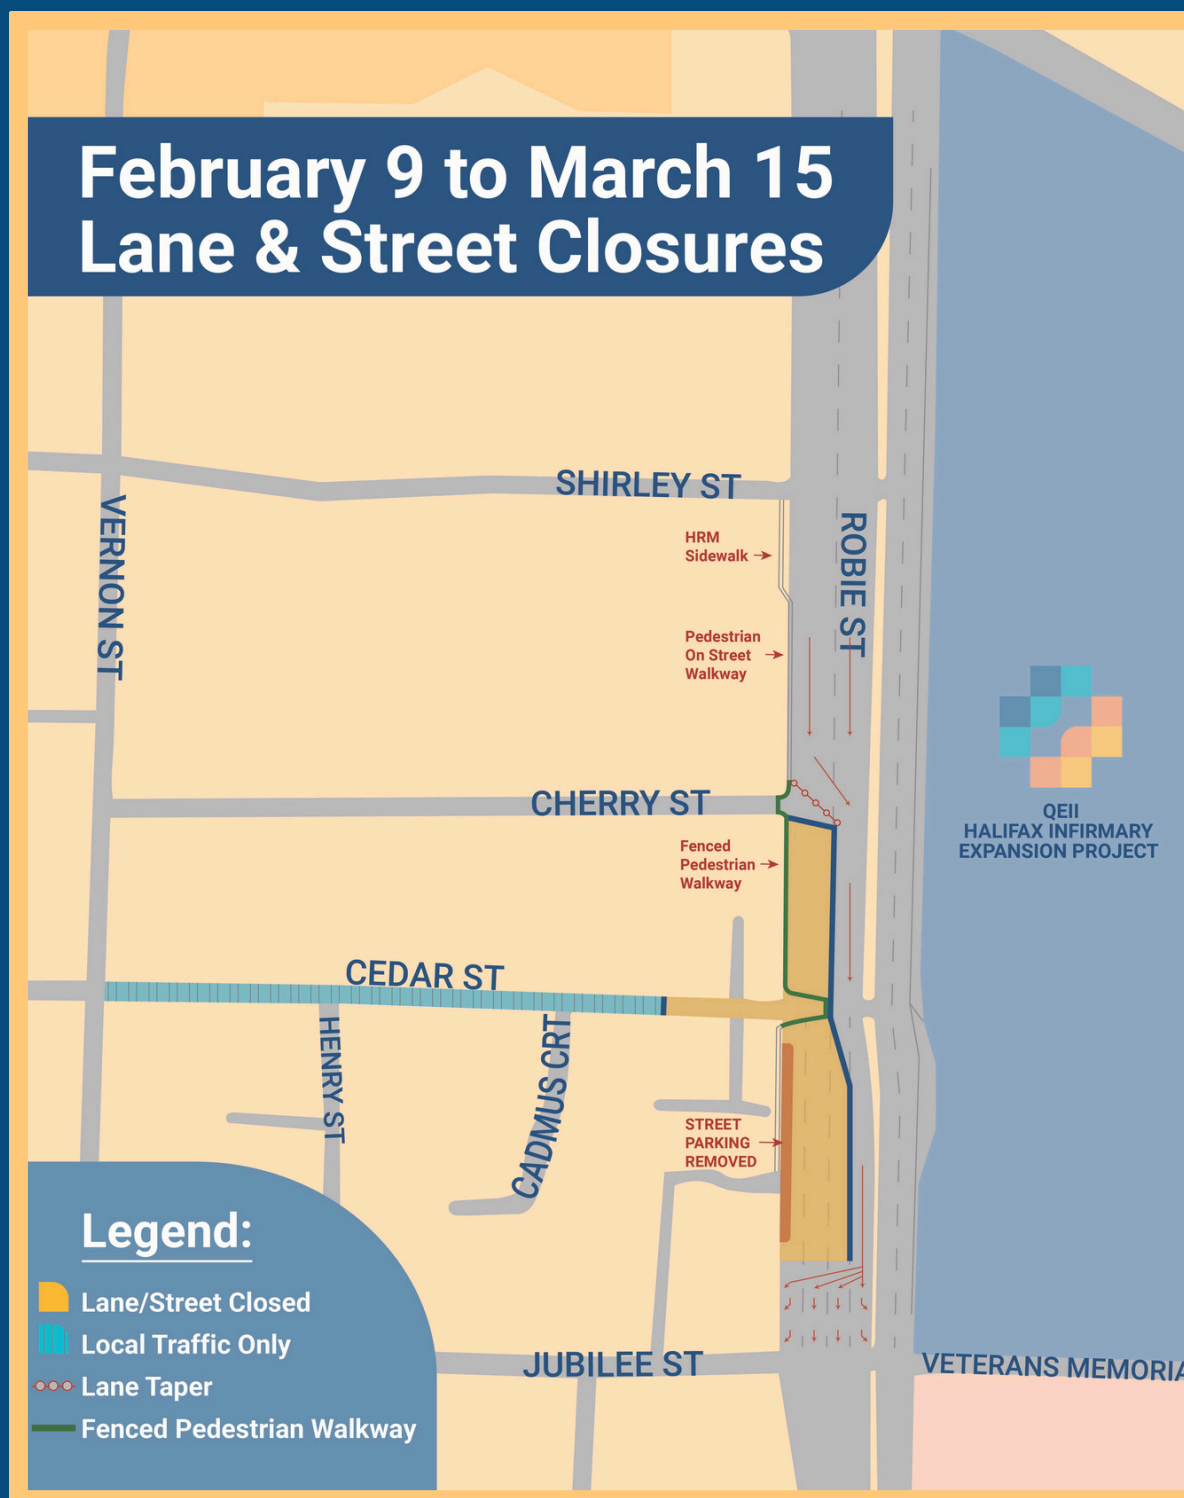 February 9 to March 15
Lane & Street Closures
SHIRLEY ST
VERNON ST
HRM
Sidewalk
ROBIE ST
Pedestrian
On Street
Walkway
CHERRY ST
QEII
HALIFAX INFIRMARY
EXPANSION PROJECT
Fenced
Pedestrian
Walkway
CEDAR ST
HENRY ST
CADMUS CRT
STREET
PARKING
REMOVED
Legend:
Lane/Street Closed
Local Traffic Only
Lane Taper
Fenced Pedestrian Walkway
JUBILEE ST
VETERANS MEMORIA